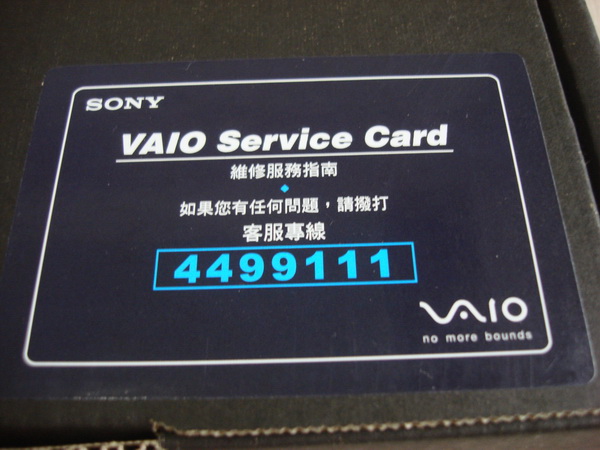 SONY
VAIO Service Card
維修服務指南
如果您有任何問題，請撥打
客服專線
4499111
VAIO
no more bounds